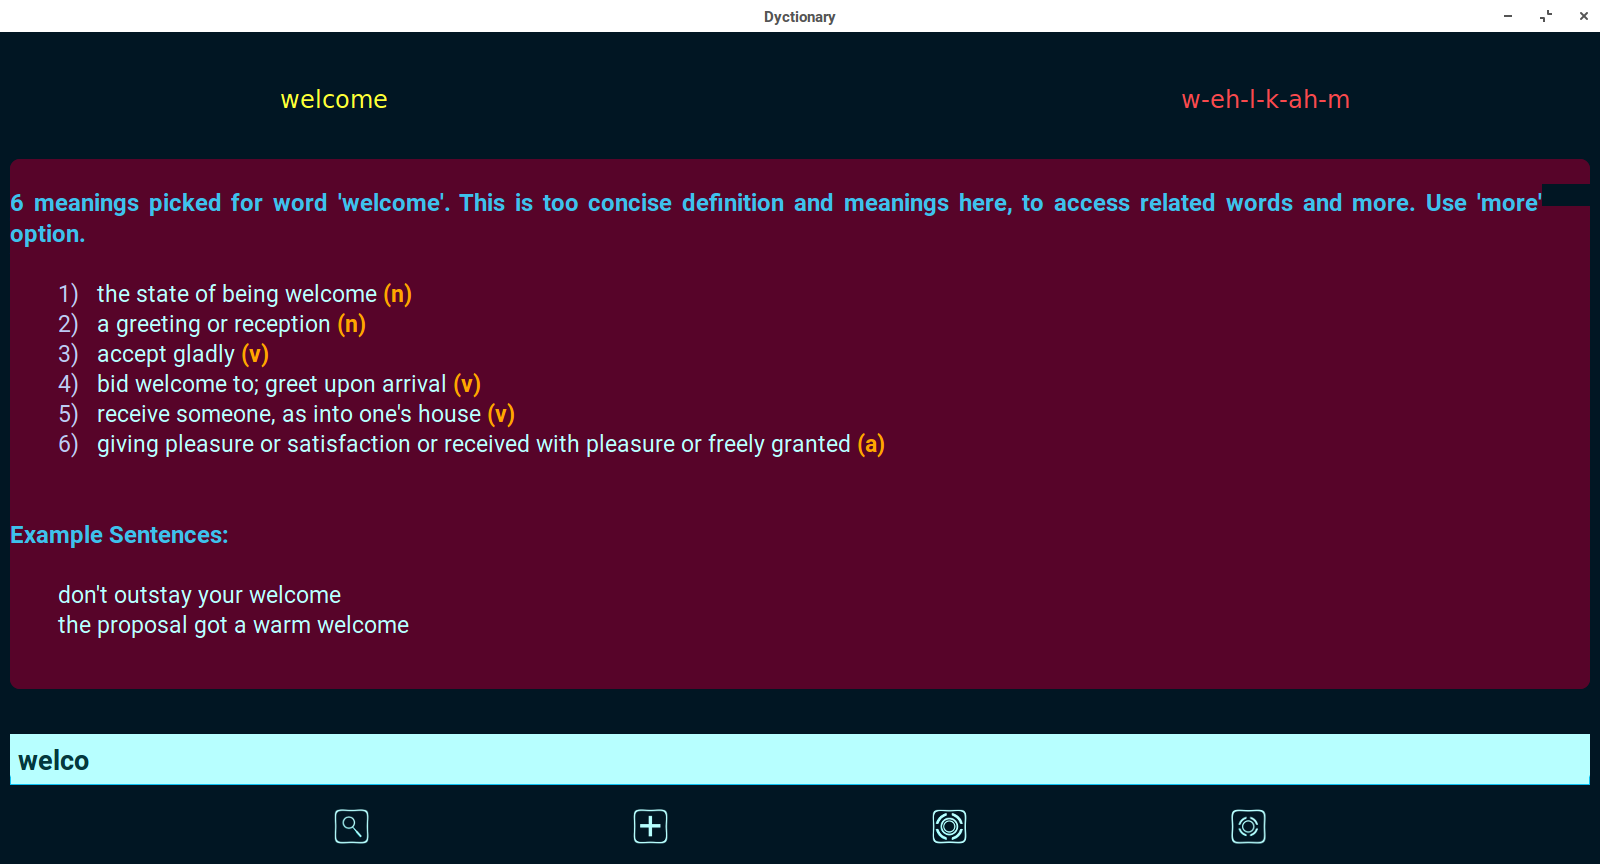 Dyctionary
welcome
w-eh-l-k-ah-m
6 meanings picked for word 'welcome'. This is too concise definition and meanings here, to access related words and more. Use 'more'
option.
1) the state of being welcome (n)
2) a greeting or reception (n)
3) accept gladly (v)
4) bid welcome to; greet upon arrival (v)
5) receive someone, as into one's house (v)
6) giving pleasure or satisfaction or received with pleasure or freely granted (a)
Example Sentences:
don't outstay your welcome
the proposal got a warm welcome
welco